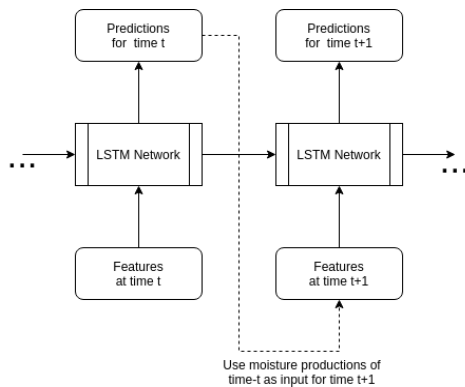 Predictions
for time t
Predictions
for time t+1
LSTM Network
LSTM Network
...
...
Features
at time t
Features
at time t+1
Use moisture productions of
time-t as input for time t+1